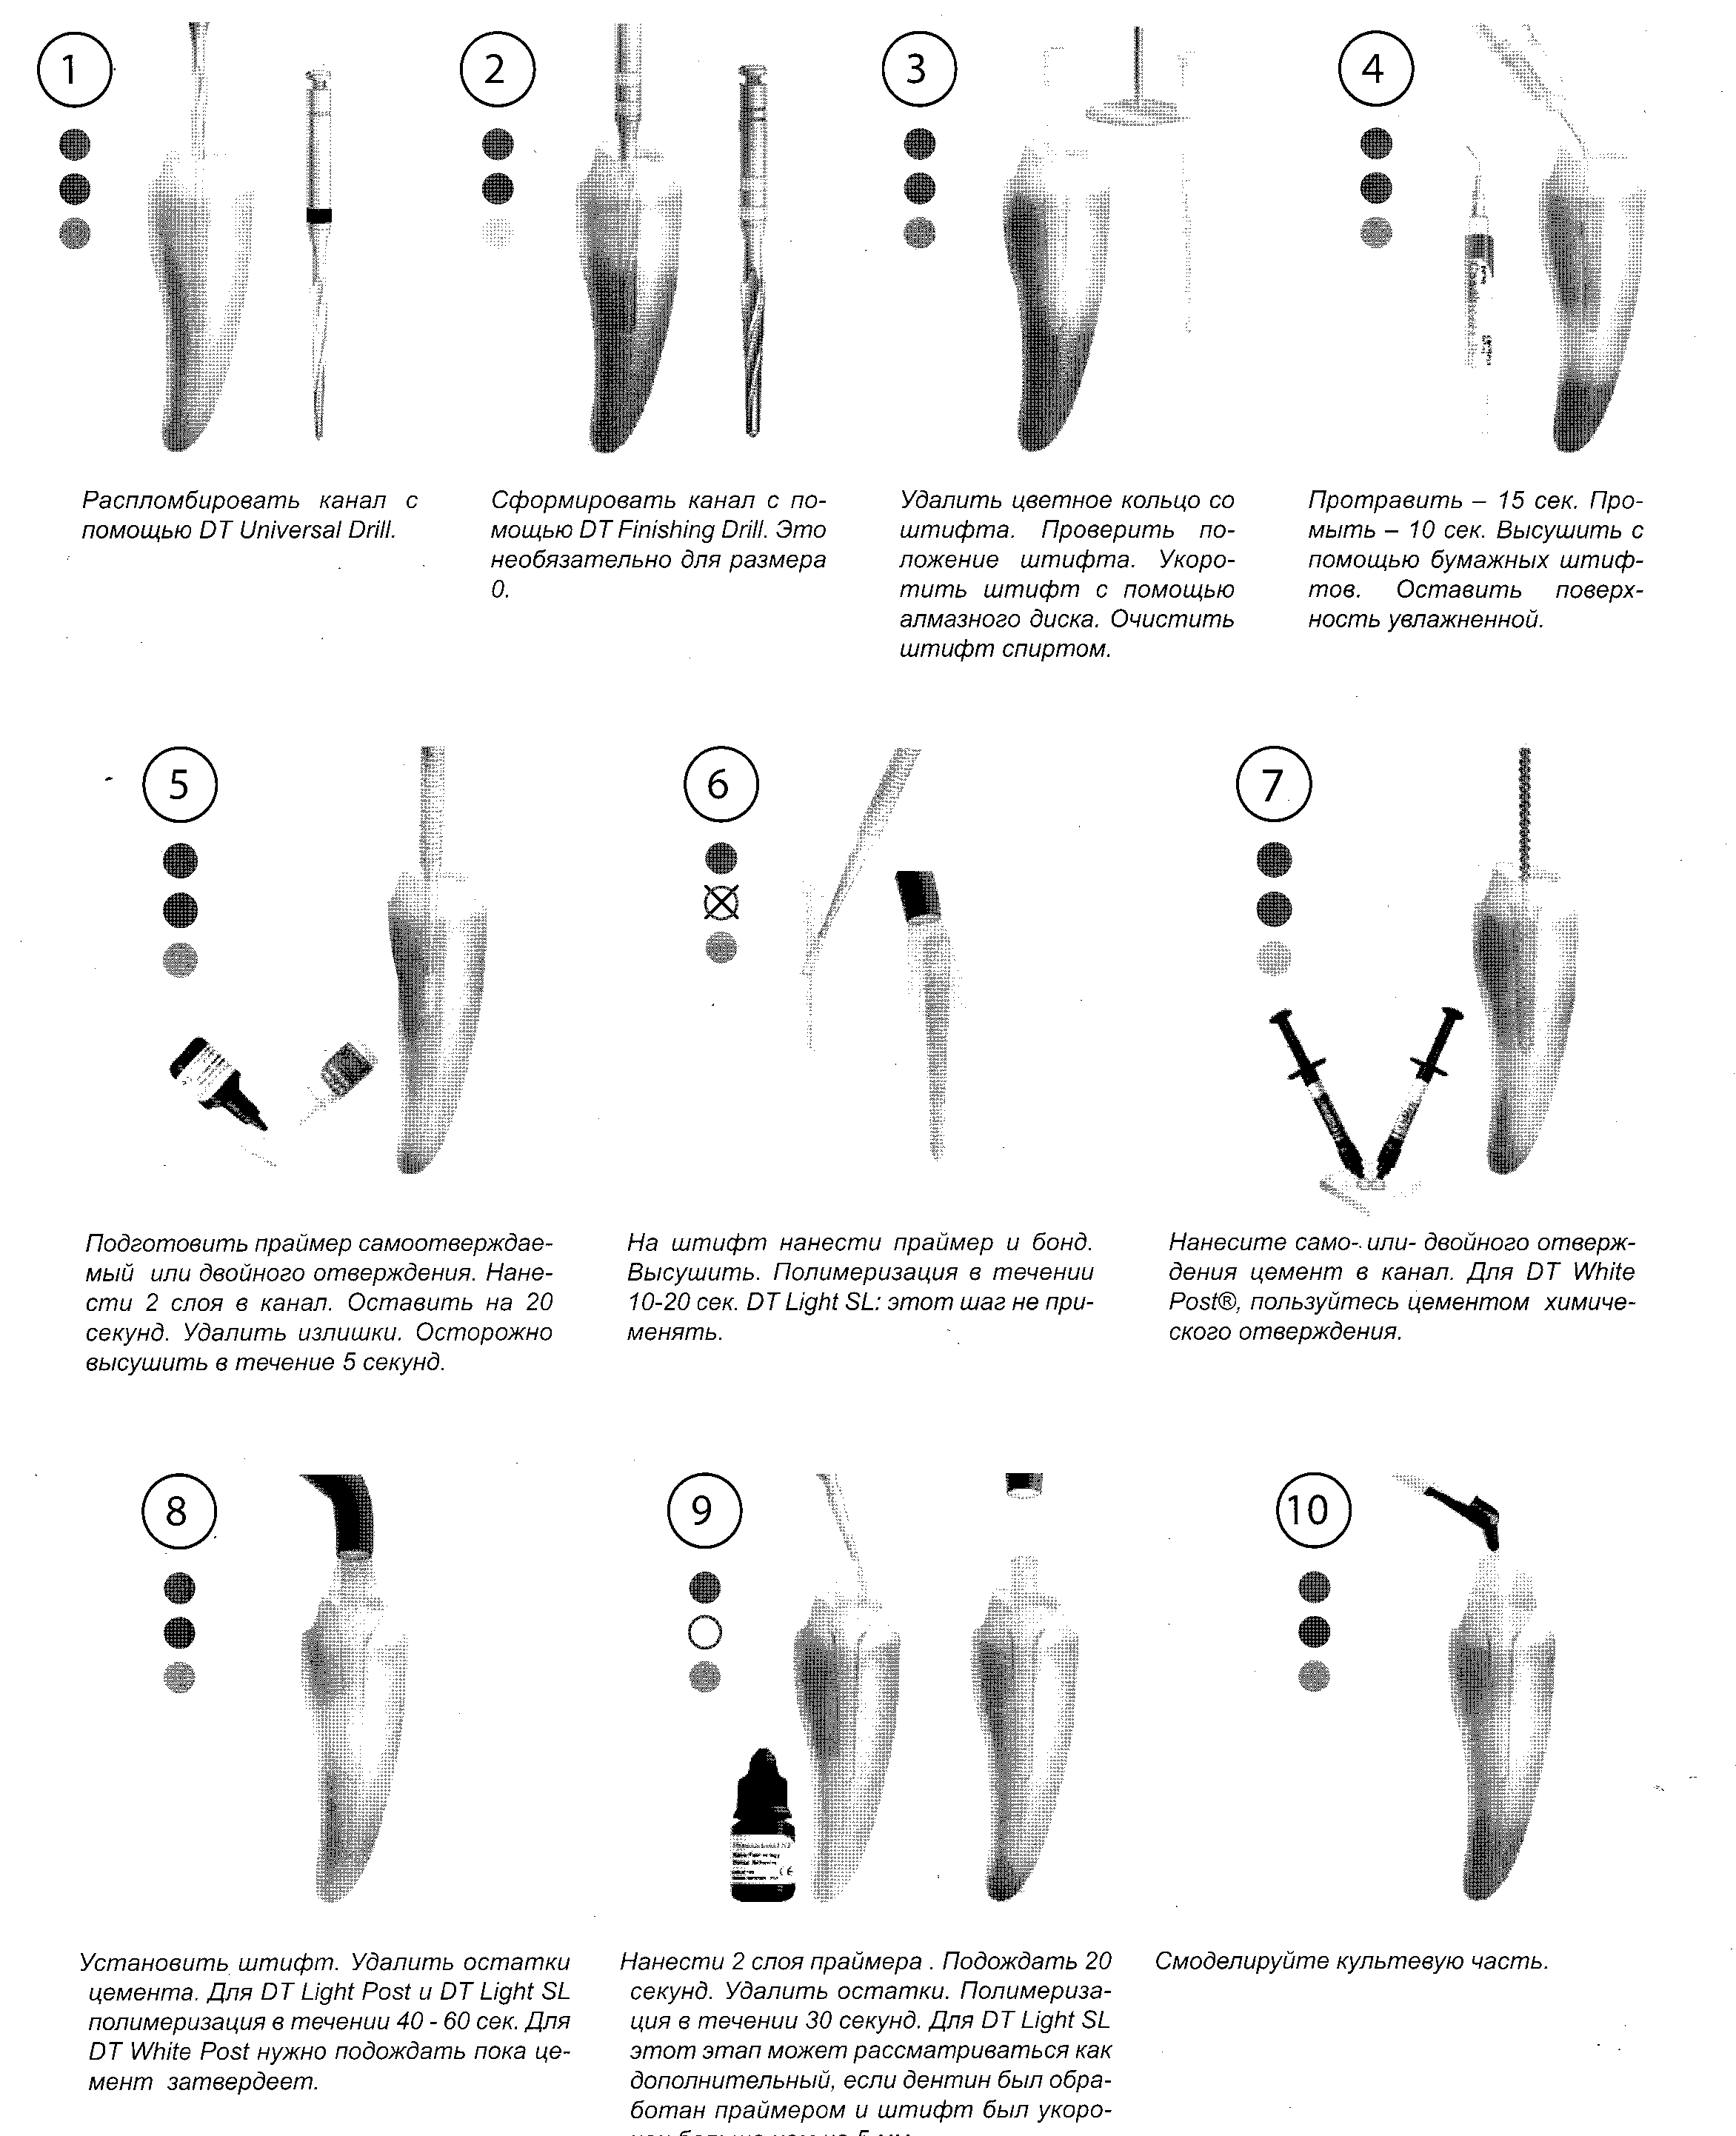 1
Распломбировать канал с
помощью DT Universal Drill.
2
Сформировать канал с по-
мощью DT Finishing Drill. Это
необязательно для размера
0.
3
Удалить цветное кольцо со
штифта. Проверить по-
ложение штифта. Укоро-
тить штифт с помощью
алмазного диска. Очистить
штифт спиртом.
4
Протравить – 15 сек. Про-
мыть – 10 сек. Высушить с
помощью бумажных штиф-
тов. Оставить поверх-
ность увлажненной.
5
Подготовить праймер самоотверждае-
мый или двойного отверждения. Нане-
сти 2 слоя в канал. Оставить на 20
секунд. Удалить излишки. Осторожно
высушить в течение 5 секунд.
6
На штифт нанести праймер и бонд.
Высушить. Полимеризация в течении
10-20 сек. DT Light SL: этот шаг не при-
менять.
7
Нанесите само- или- двойного отверж-
дения цемент в канал. Для DT White
Post®, пользуйтесь цементом химиче-
ского отверждения.
8
Установить штифт. Удалить остатки
цемента. Для DT Light Post и DT Light SL
полимеризация в течении 40 - 60 сек. Для
DT White Post нужно подождать пока це-
мент затвердеет.
9
Нанести 2 слоя праймера . Подождать 20
секунд. Удалить остатки. Полимериза-
ция в течении 30 секунд. Для DT Light SL
этот этап может рассматриваться как
дополнительный, если дентин был обра-
ботан праймером и штифт был укоро-
10
Смоделируйте культевую часть.